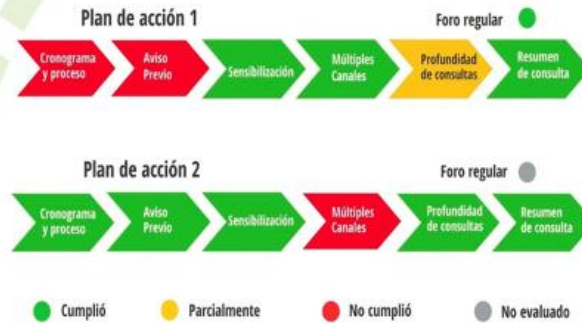 Plan de acción 1
Foro regular
Cronograma
y proceso
Aviso
Previo
Sensibilización
Múltiples
Canales
Profundidad
de consultas
Resumen
de consulta
Plan de acción 2
Foro regular
Cronograma
y proceso
Aviso
Previo
Sensibilización
Múltiples
Canales
Profundidad
de consultas
Resumen
de consulta
Cumplió
Parcialmente
No cumplió
No evaluado